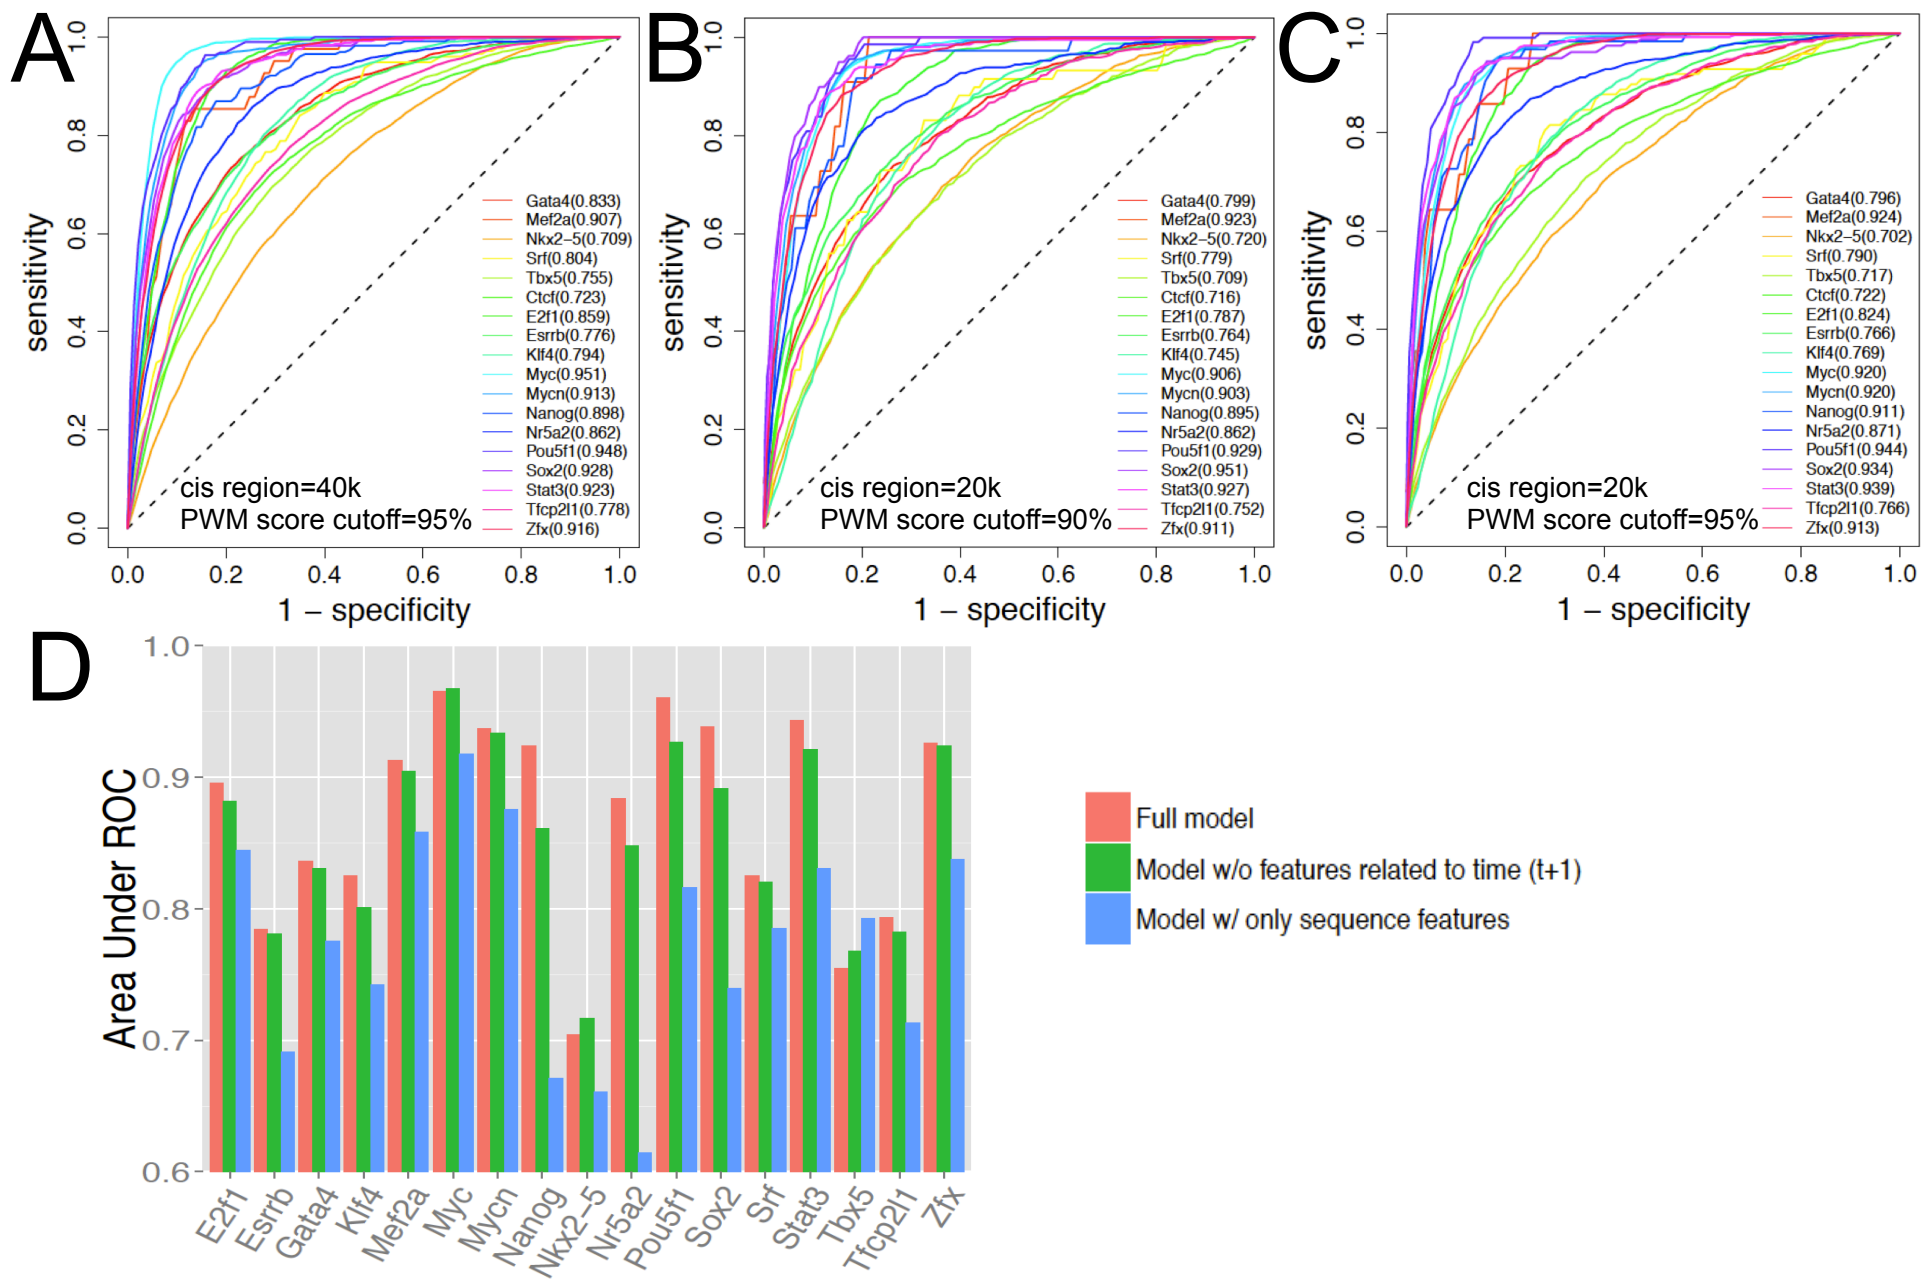 A
1.0
0.8
0.6
0.4
0.2
0.0
sensitivity
Gata4(0.833)
Mef2a(0.907)
Nkx2−5(0.709)
Srf(0.804)
Tbx5(0.755)
Ctcf(0.723)
E2f1(0.859)
Esrrb(0.776)
Klf4(0.794)
Myc(0.951)
Mycn(0.913)
Nanog(0.898)
Nr5a2(0.862)
Pou5f1(0.948)
Sox2(0.928)
Stat3(0.923)
Tfcp2l1(0.778)
Zfx(0.916)
cis region=40k
PWM score cutoff=95%
0.0 0.2 0.4 0.6 0.8 1.0
1 − specificity
B
1.0
0.8
0.6
0.4
0.2
0.0
sensitivity
Gata4(0.799)
Mef2a(0.923)
Nkx2−5(0.720)
Srf(0.779)
Tbx5(0.709)
Ctcf(0.716)
E2f1(0.787)
Esrrb(0.764)
Klf4(0.745)
Myc(0.906)
Mycn(0.903)
Nanog(0.895)
Nr5a2(0.862)
Pou5f1(0.929)
Sox2(0.951)
Stat3(0.927)
Tfcp2l1(0.752)
Zfx(0.911)
cis region=20k
PWM score cutoff=90%
0.0 0.2 0.4 0.6 0.8 1.0
1 − specificity
C
1.0
0.8
0.6
0.4
0.2
0.0
sensitivity
Gata4(0.796)
Mef2a(0.924)
Nkx2−5(0.702)
Srf(0.790)
Tbx5(0.717)
Ctcf(0.722)
E2f1(0.824)
Esrrb(0.766)
Klf4(0.769)
Myc(0.920)
Mycn(0.920)
Nanog(0.911)
Nr5a2(0.871)
Pou5f1(0.944)
Sox2(0.934)
Stat3(0.939)
Tfcp2l1(0.766)
Zfx(0.913)
cis region=20k
PWM score cutoff=95%
0.0 0.2 0.4 0.6 0.8 1.0
1 − specificity
D
1.0
0.9
0.8
0.7
0.6
Area Under ROC
E2f1 Esrrb Gata4 Klf4 Mef2a Myc Mycn Nanog Nkx2−5 Nr5a2 Pou5f1 Sox2 Srf Stat3 Tbx5 Tfcp2l1 Zfx
Full model
Model w/o features related to time (t+1)
Model w/ only sequence features